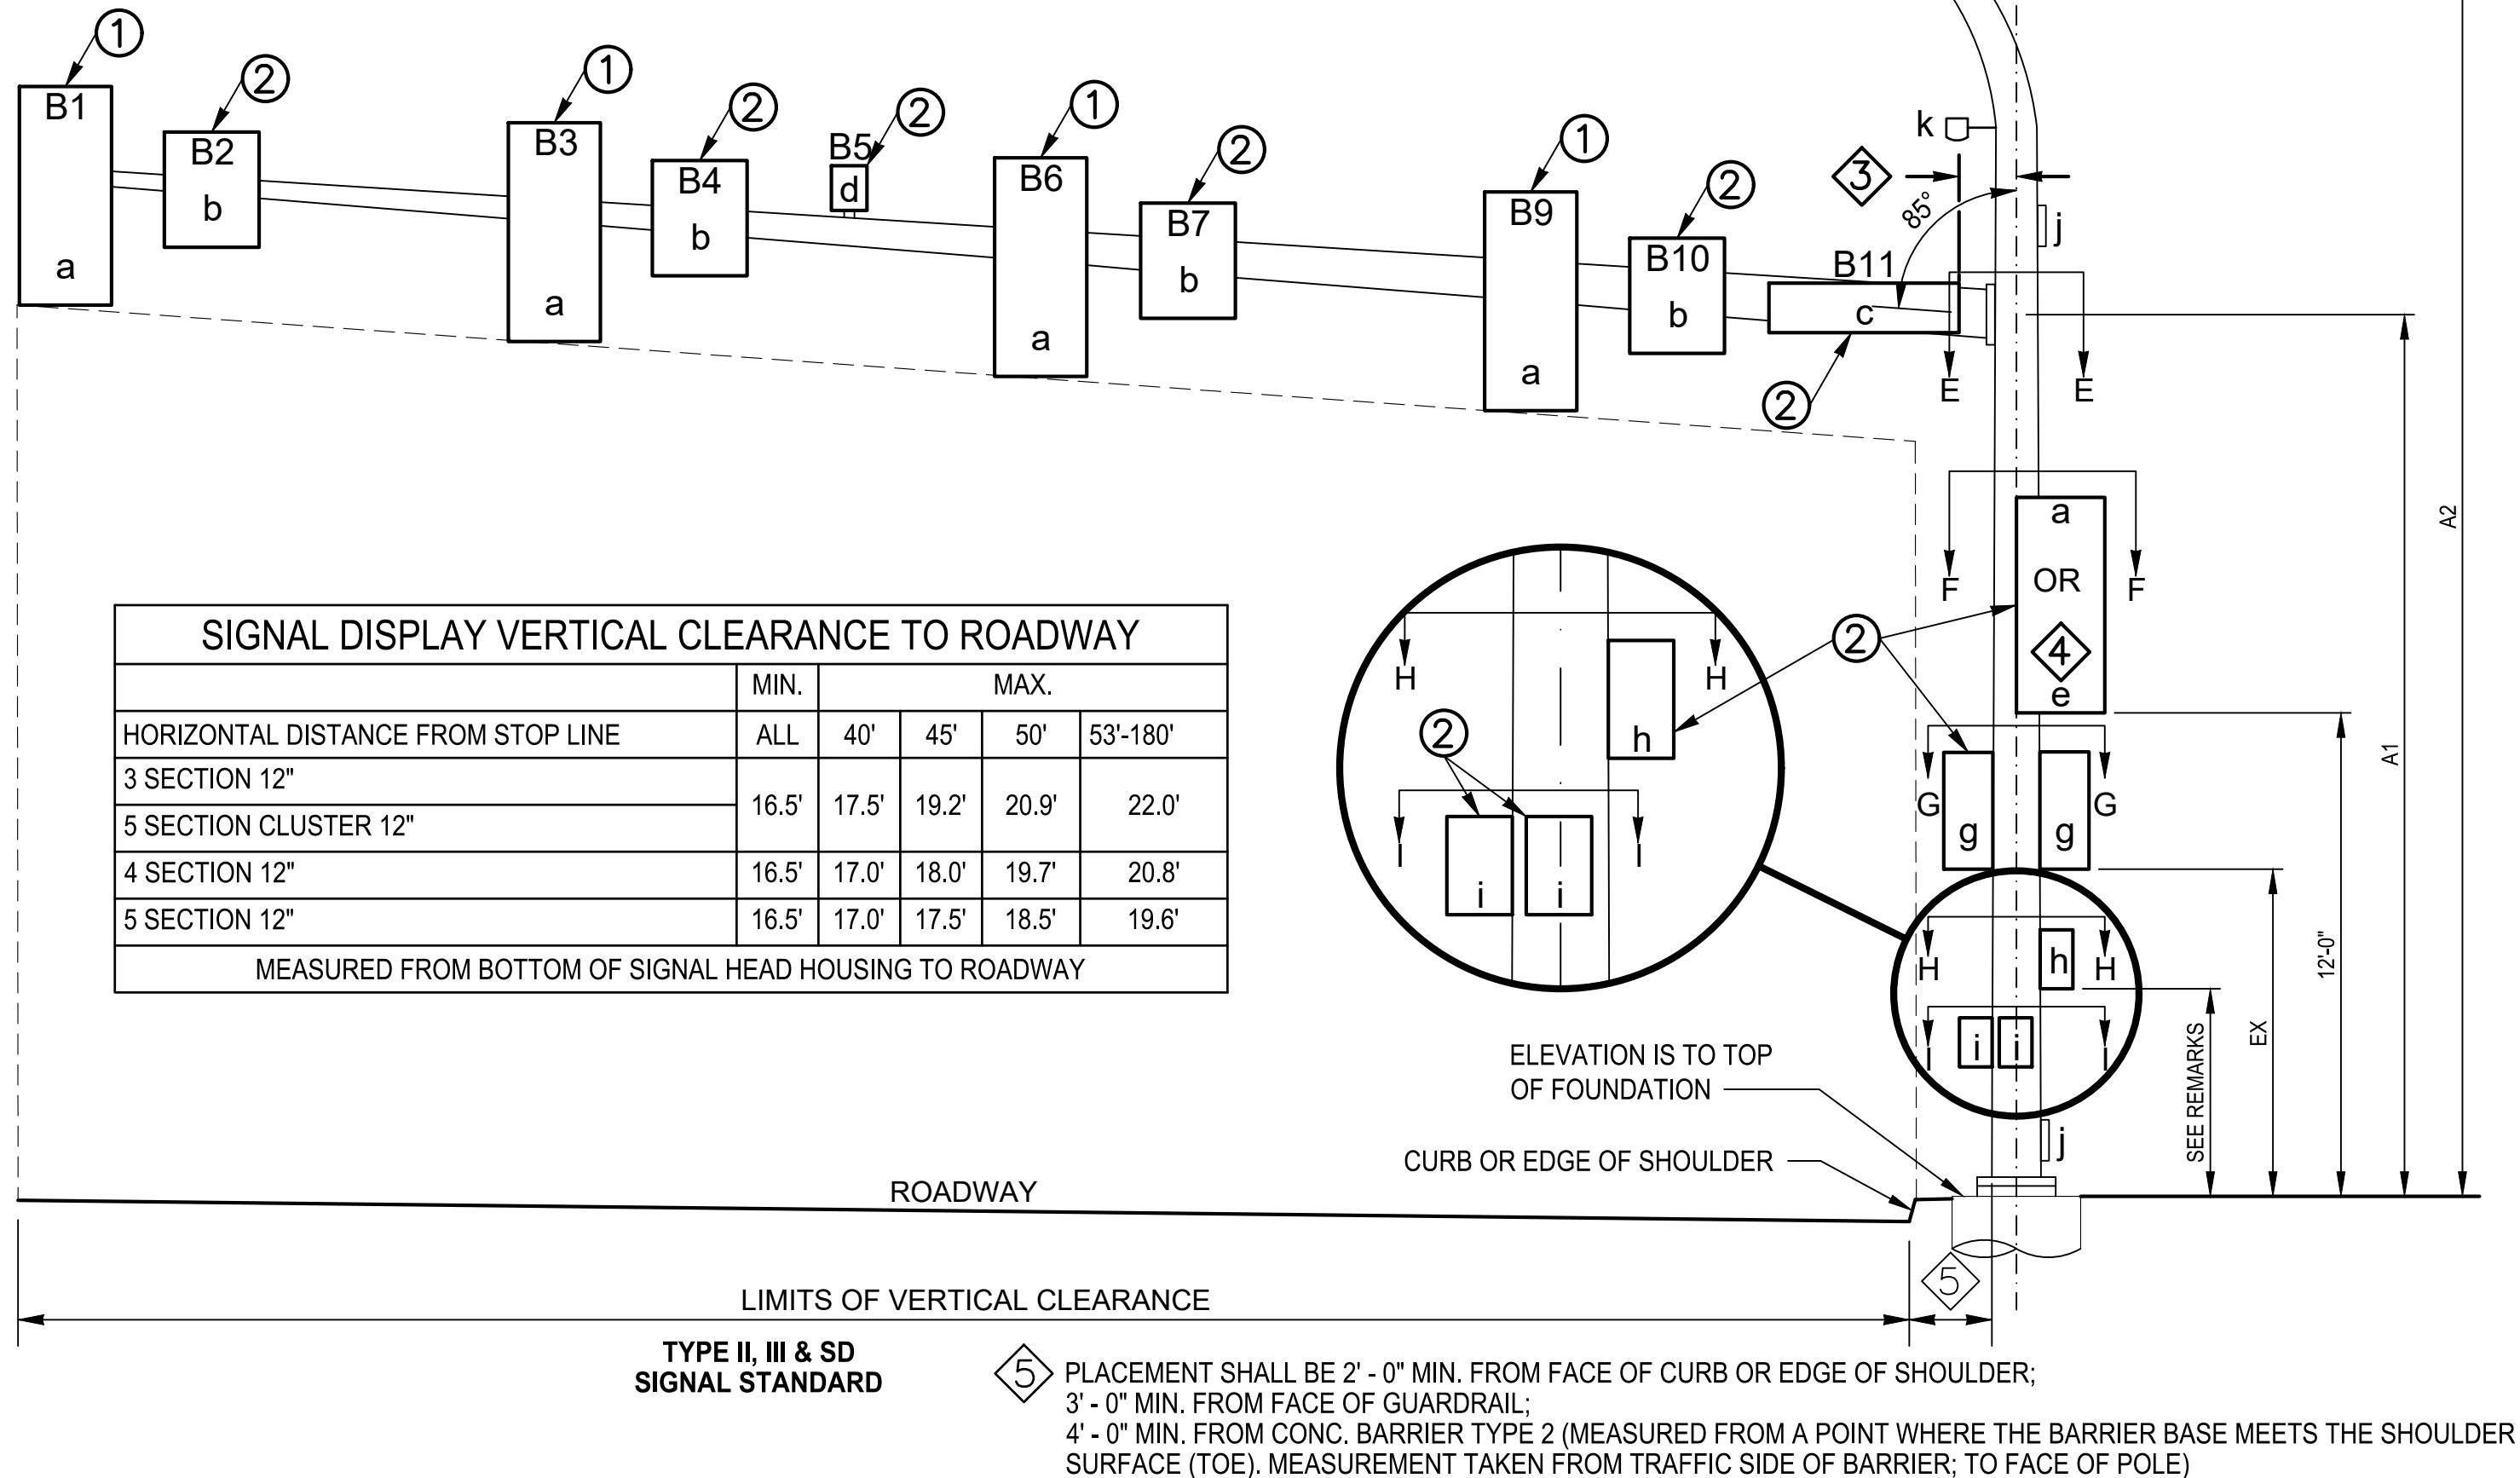 1
2
1
2
2
1
2
1
2
B1
a
B2
b
B3
a
B4
b
B5
d
B6
a
B7
b
B9
a
B10
b
B11
c
2
k
3
85°
j
E E
F F
a
OR
4
e
2
G G
g g
H H
h
I I
i i
j
H H
h
2
I I
i i
A2
A1
12'-0"
EX
SEE REMARKS
SIGNAL DISPLAY VERTICAL CLEARANCE TO ROADWAY
MIN. MAX.
HORIZONTAL DISTANCE FROM STOP LINE ALL 40' 45' 50' 53'-180'
3 SECTION 12"
16.5' 17.5' 19.2' 20.9' 22.0'
5 SECTION CLUSTER 12"
4 SECTION 12" 16.5' 17.0' 18.0' 19.7' 20.8'
5 SECTION 12" 16.5' 17.0' 17.5' 18.5' 19.6'
MEASURED FROM BOTTOM OF SIGNAL HEAD HOUSING TO ROADWAY
ELEVATION IS TO TOP
OF FOUNDATION
CURB OR EDGE OF SHOULDER
ROADWAY
5
LIMITS OF VERTICAL CLEARANCE
TYPE II, III & SD
SIGNAL STANDARD
5 PLACEMENT SHALL BE 2' - 0" MIN. FROM FACE OF CURB OR EDGE OF SHOULDER;
3' - 0" MIN. FROM FACE OF GUARDRAIL;
4' - 0" MIN. FROM CONC. BARRIER TYPE 2 (MEASURED FROM A POINT WHERE THE BARRIER BASE MEETS THE SHOULDER
SURFACE (TOE). MEASUREMENT TAKEN FROM TRAFFIC SIDE OF BARRIER; TO FACE OF POLE)